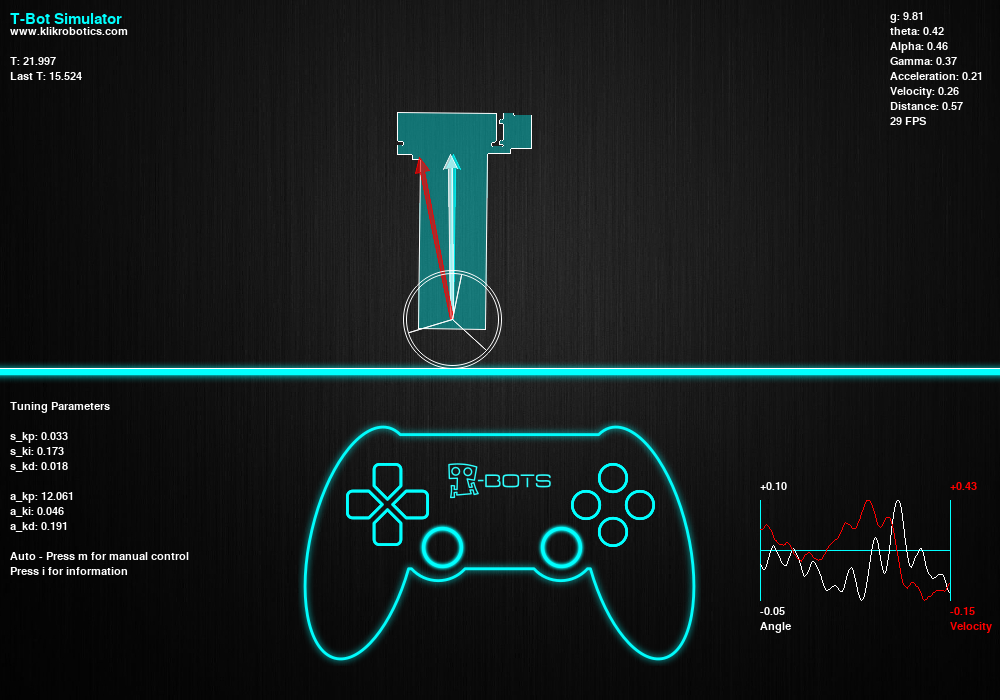 T-Bot Simulator
www.klikrobotics.com
T: 21.997
Last T: 15.524
g: 9.81
theta: 0.42
Alpha: 0.46
Gamma: 0.37
Acceleration: 0.21
Velocity: 0.26
Distance: 0.57
29 FPS
Tuning Parameters
s_kp: 0.033
s_ki: 0.173
s_kd: 0.018
a_kp: 12.061
a_ki: 0.046
a_kd: 0.191
Auto - Press m for manual control
Press i for information
-BOTS
+0.10
+0.43
-0.05
-0.15
Angle
Velocity